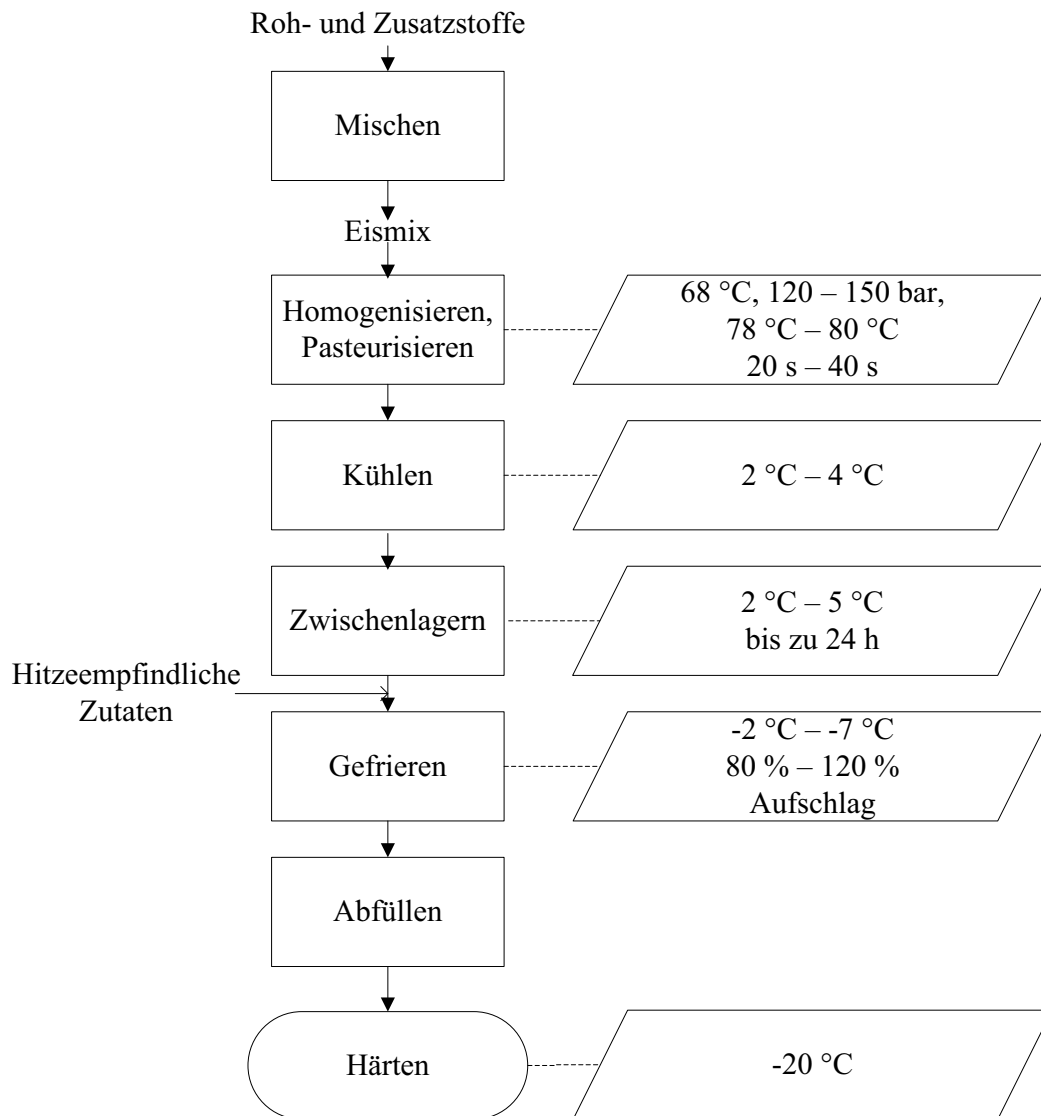 Roh- und Zusatzstoffe
Mischen
Eismix
Homogenisieren,
Pasteurisieren
68 °C, 120 – 150 bar,
78 °C – 80 °C
20 s – 40 s
Kühlen
2 °C – 4 °C
Zwischenlagern
2 °C – 5 °C
bis zu 24 h
Hitzeempfindliche
Zutaten
Gefrieren
-2 °C – -7 °C
80 % – 120 %
Aufschlag
Abfüllen
Härten
-20 °C